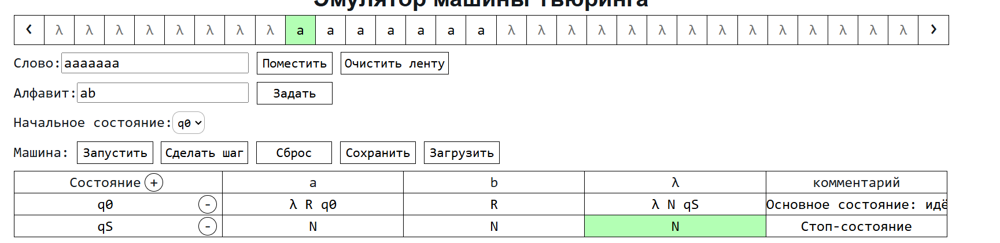 Эмулятор машины Тьюринга
< λ λ λ λ λ λ λ λ a a a a a a a λ λ λ λ λ λ λ λ λ λ λ λ λ λ >
Слово: aaaaaaa Поместить Очистить ленту
Алфавит: ab Задать
Начальное состояние: q0
Машина: Запустить Сделать шаг Сброс Сохранить Загрузить
Состояние + a b λ комментарий
q0 - λ R q0 R λ N qS Основное состояние: идё
qS - N N N Стоп-состояние